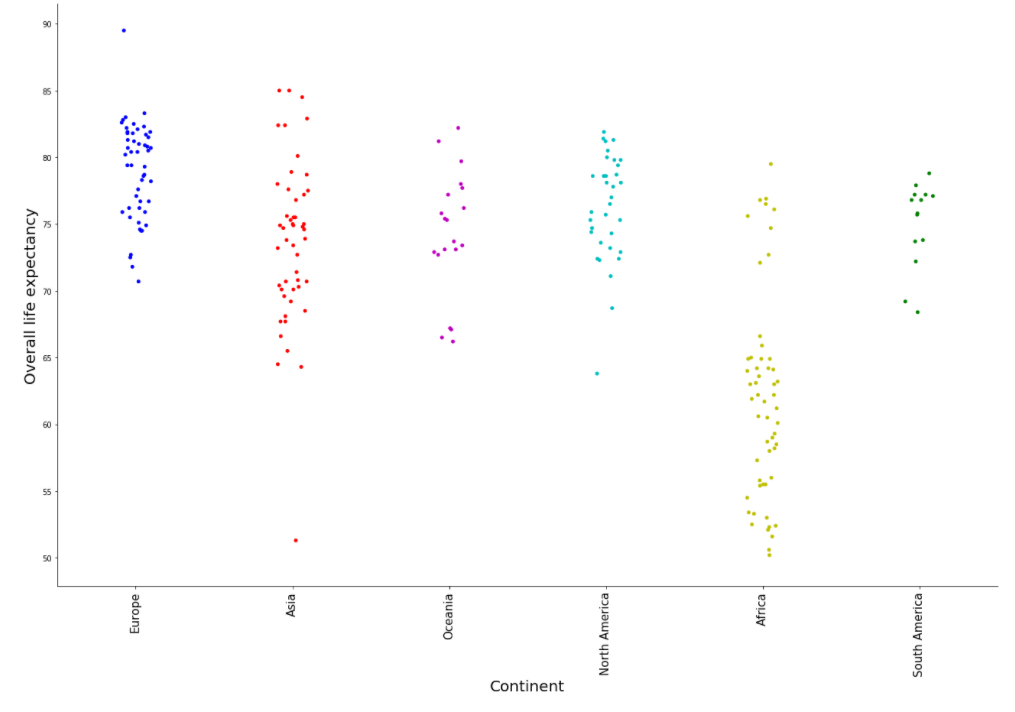 90
85
80
75
70
65
60
55
50
Overall life expectancy
Europe
Asia
Oceania
North America
Africa
South America
Continent